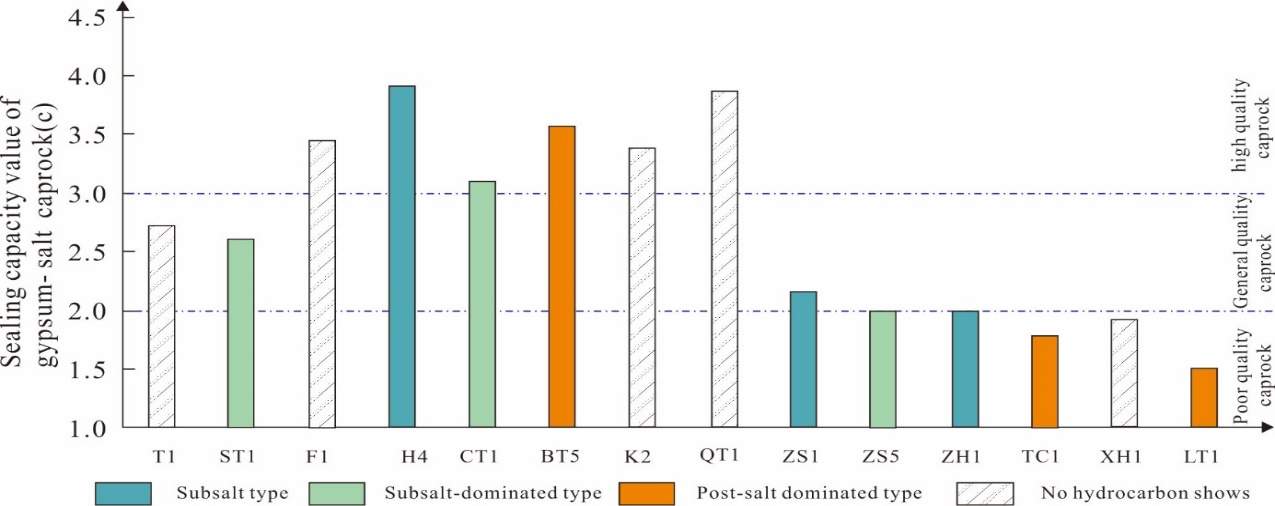 Sealing capacity value of
gypsum- salt caprock(c)
4.5
4.0
3.5
3.0
2.5
2.0
1.5
1.0
high quality
caprock
General quality
caprock
Poor quality
caprock
T1 ST1 F1 H4 CT1 BT5 K2 QT1 ZS1 ZS5 ZH1 TC1 XH1 LT1
Subsalt type Subsalt-dominated type Post-salt dominated type No hydrocarbon shows